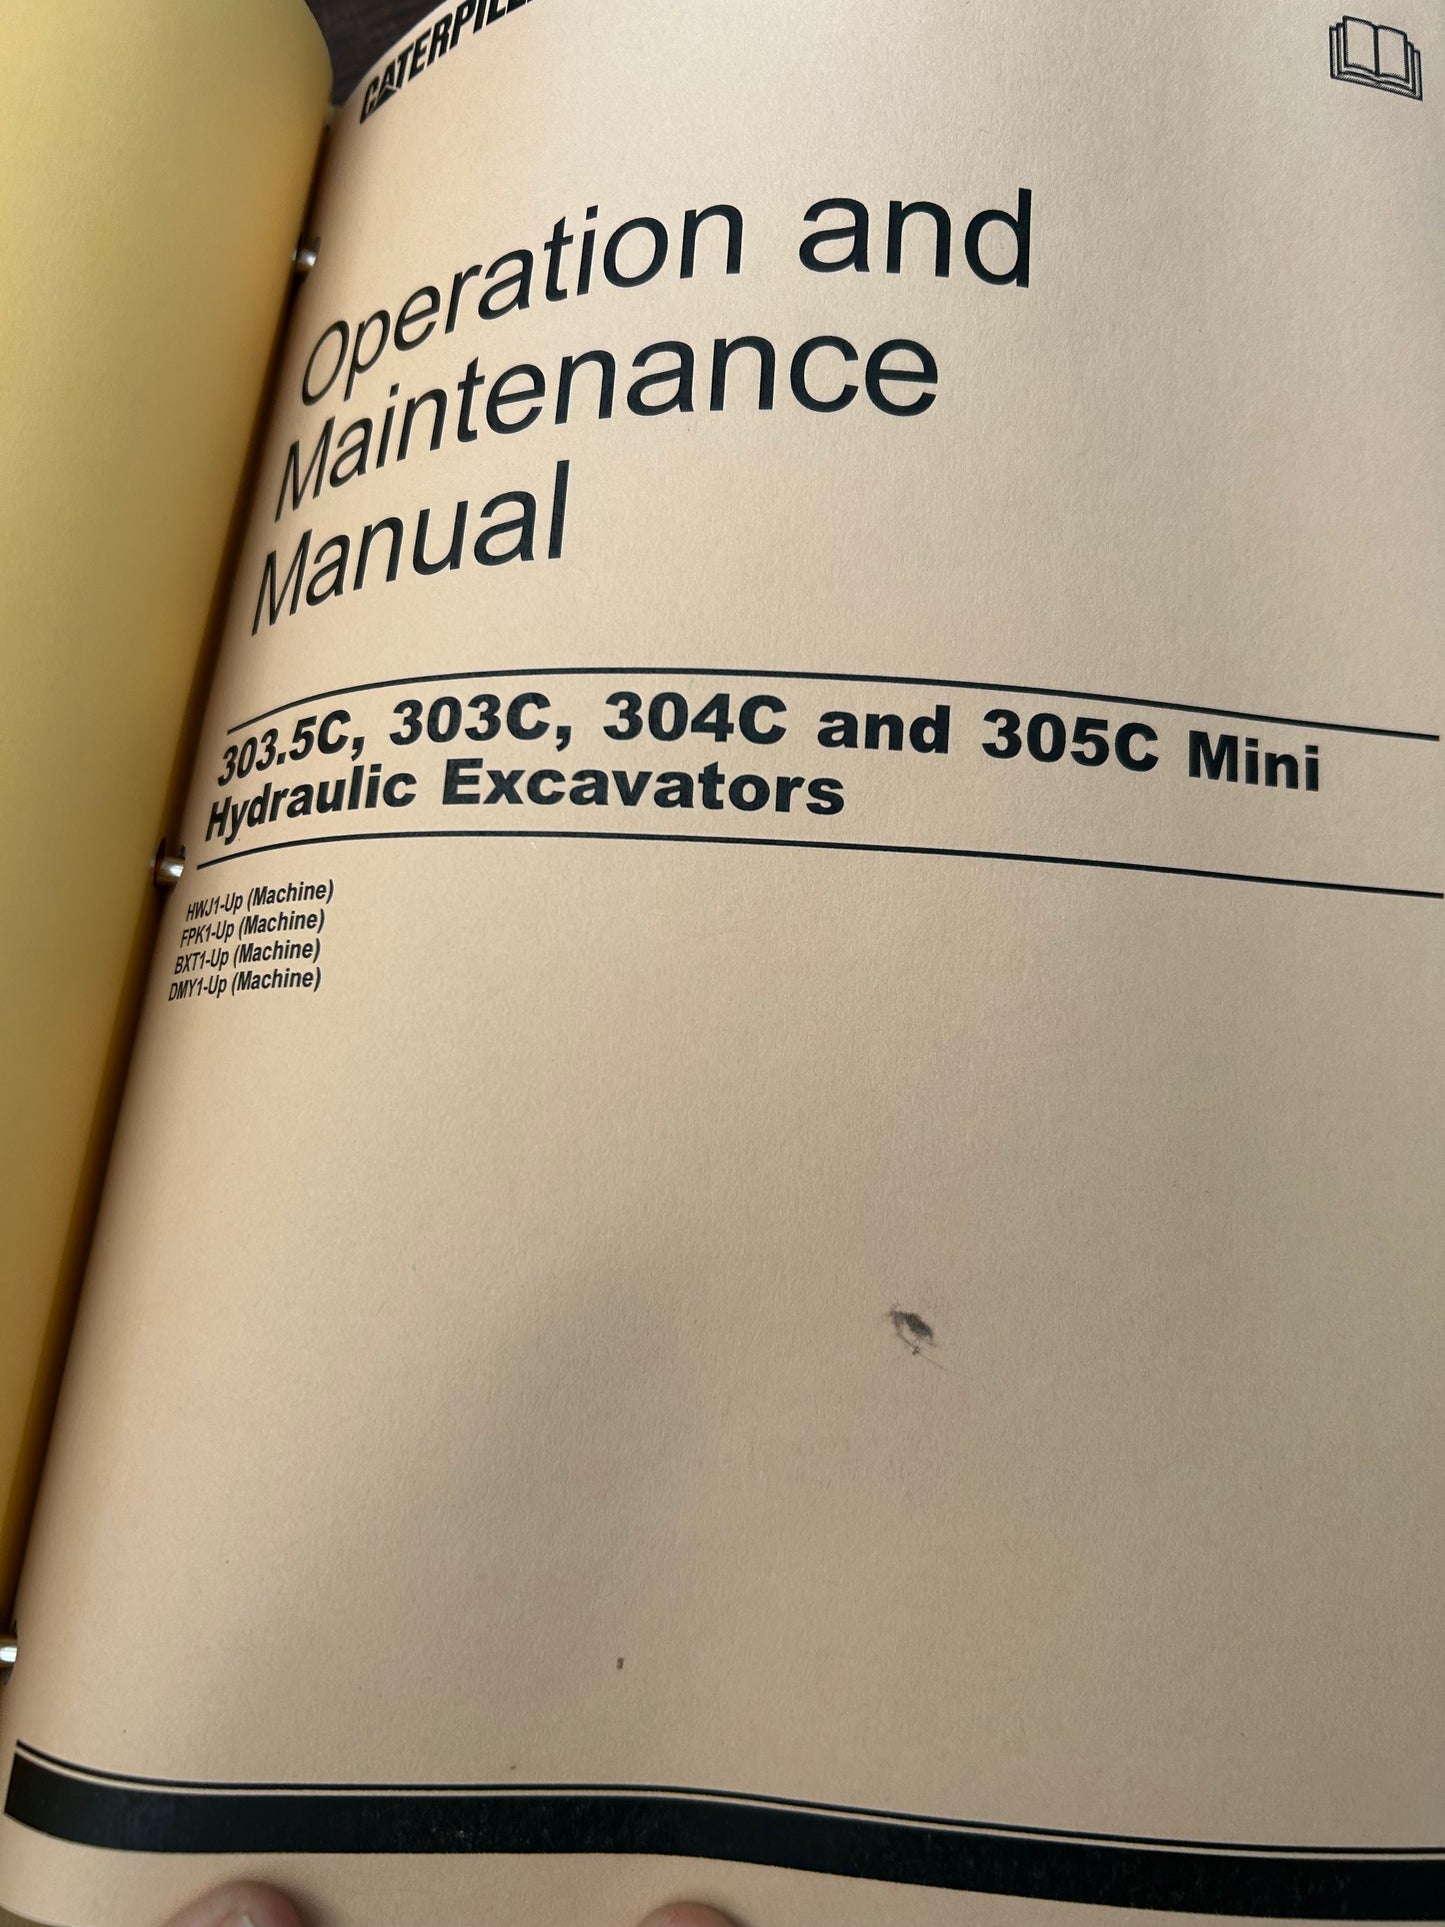 Operation and
Maintenance
Manual
303.5C, 303C, 304C and 305C Mini
Hydraulic Excavators
HWJ1-Up (Machine)
FPK1-Up (Machine)
BXT1-Up (Machine)
DMY1-Up (Machine)